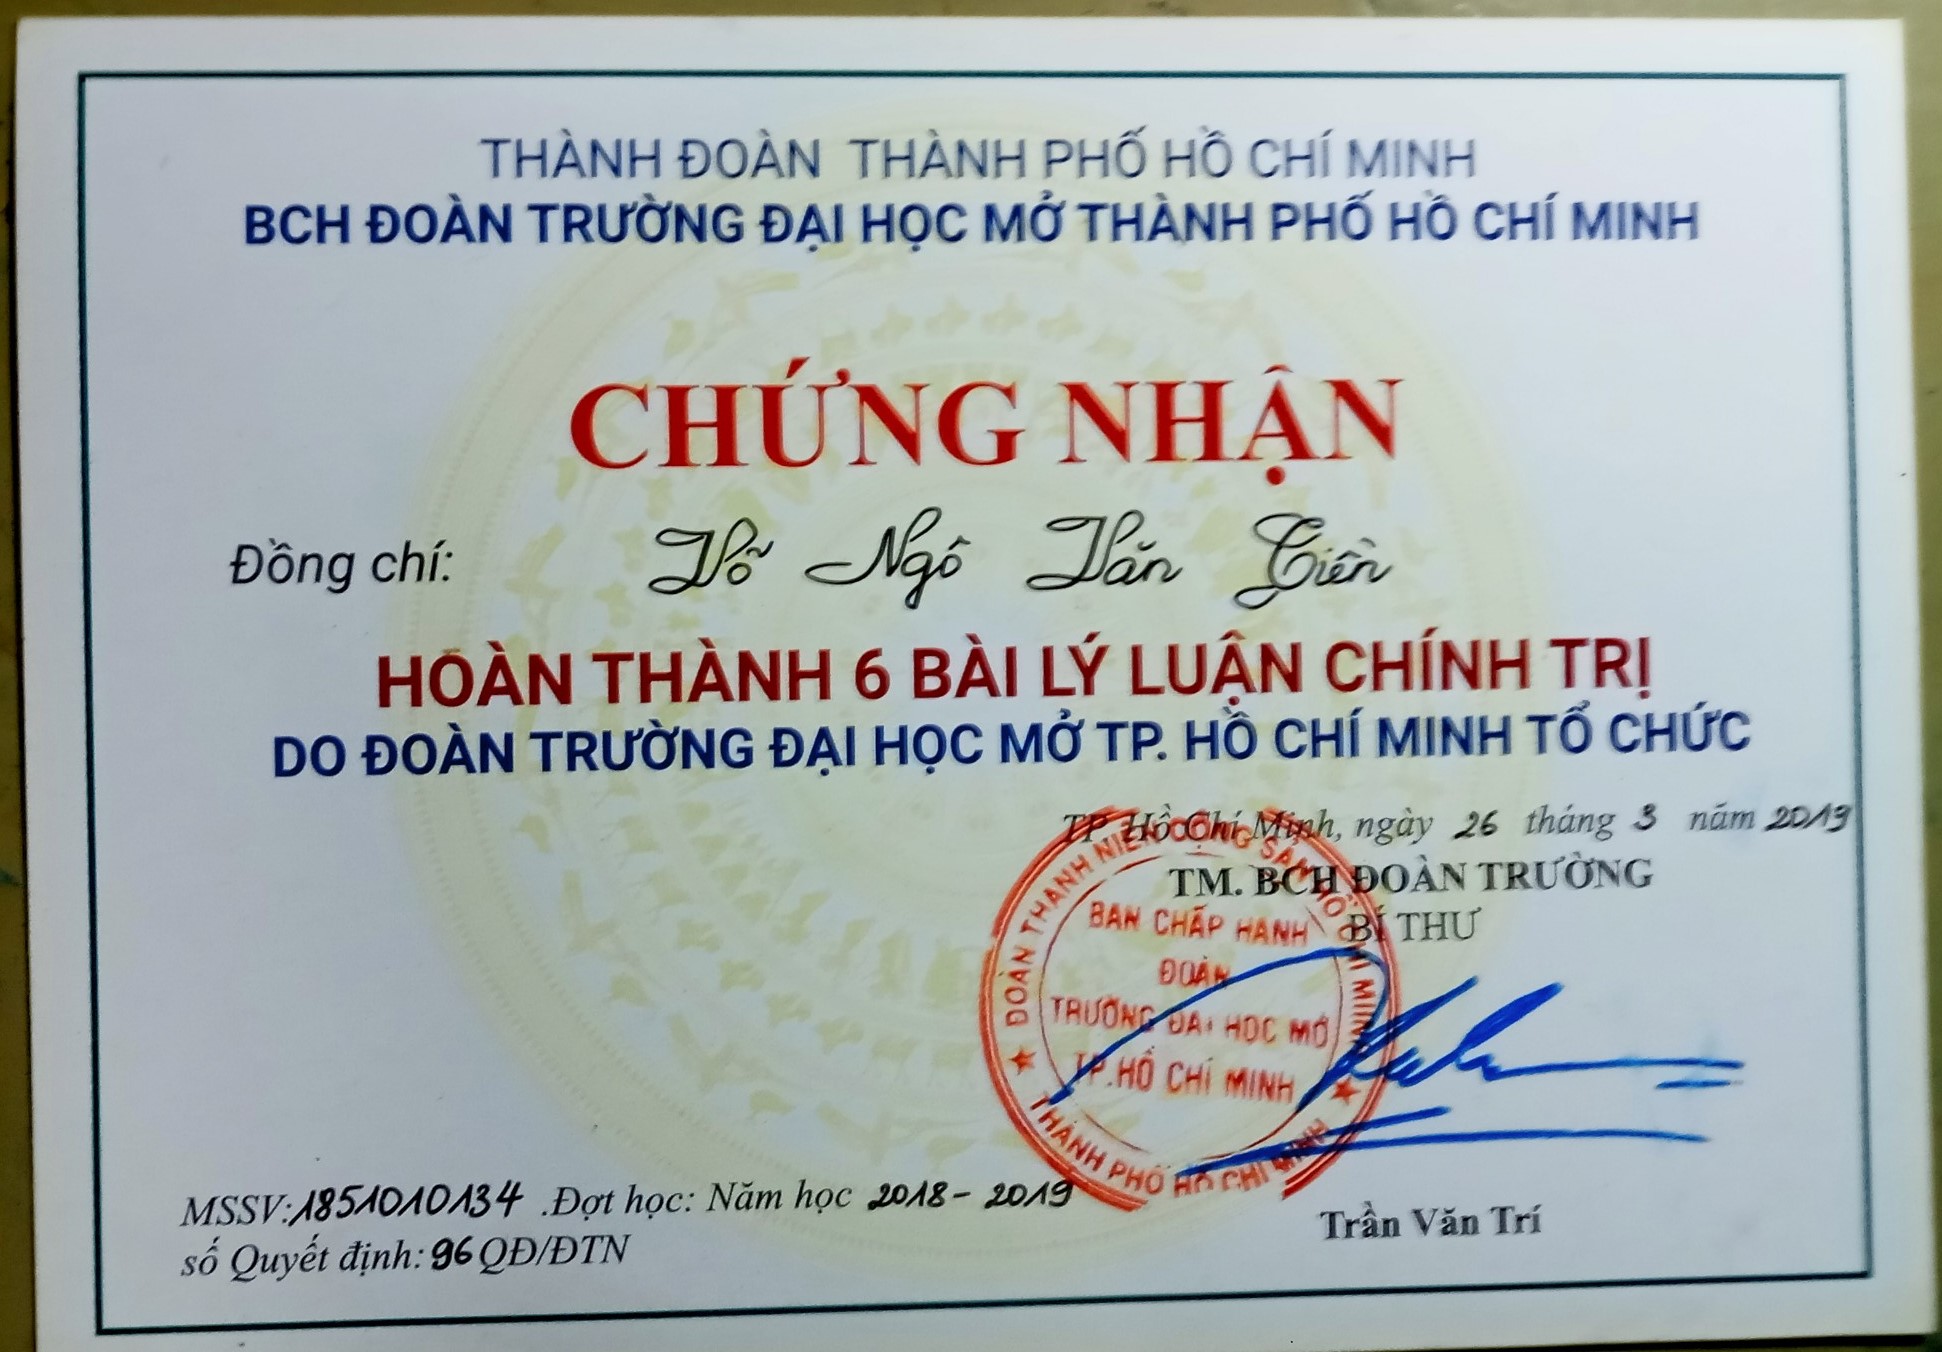 THÀNH ĐOÀN THÀNH PHỐ HỒ CHÍ MINH
BCH ĐOÀN TRƯỜNG ĐẠI HỌC MỞ THÀNH PHỐ HỒ CHÍ MINH
CHỨNG NHẬN
Đồng chí: Võ Ngô Văn Tiền
HOÀN THÀNH 6 BÀI LÝ LUẬN CHÍNH TRỊ
DO ĐOÀN TRƯỜNG ĐẠI HỌC MỞ TP. HỒ CHÍ MINH TỔ CHỨC
TP. Hồ Chí Minh, ngày 26 tháng 3 năm 2019
TM. BCH ĐOÀN TRƯỜNG
BÍ THƯ
ĐOÀN THANH NIÊN CỘNG SẢN HỒ CHÍ MINH
BAN CHẤP HÀNH
ĐOÀN
TRƯỜNG ĐẠI HỌC MỞ
TP.HỒ CHÍ MINH
THÀNH PHỐ HỒ CHÍ MINH
MSSV:1851010134 .Đợt học: Năm học 2018 - 2019
Trần Văn Trí
số Quyết định: 96 QĐ/ĐTN